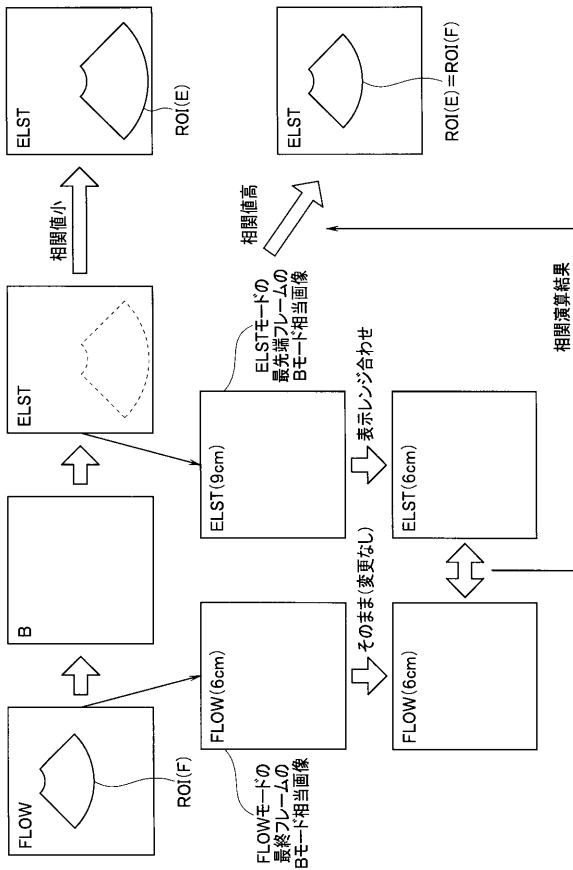 FLOW
ROI(F)
B
ELST
相関値小
ELST
ROI(E)
FLOWモードの
最終フレームの
Bモード相当画像
FLOW(6cm)
ELST(9cm)
ELSTモードの
最先端フレームの
Bモード相当画像
相関値高
ELST
ROI(E)=ROI(F)
そのまま(変更なし)
表示レンジ合わせ
FLOW(6cm)
ELST(6cm)
相関演算結果